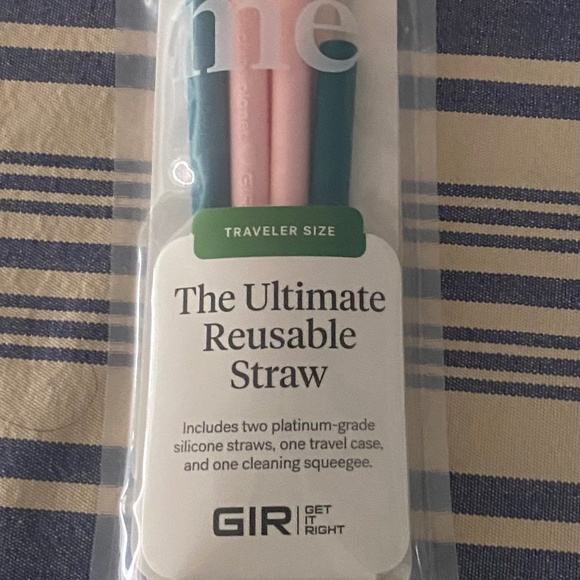 me
TRAVELER SIZE
The Ultimate
Reusable
Straw
Includes two platinum-grade
silicone straws, one travel case,
and one cleaning squeegee.
GIR
GET
IT
RIGHT